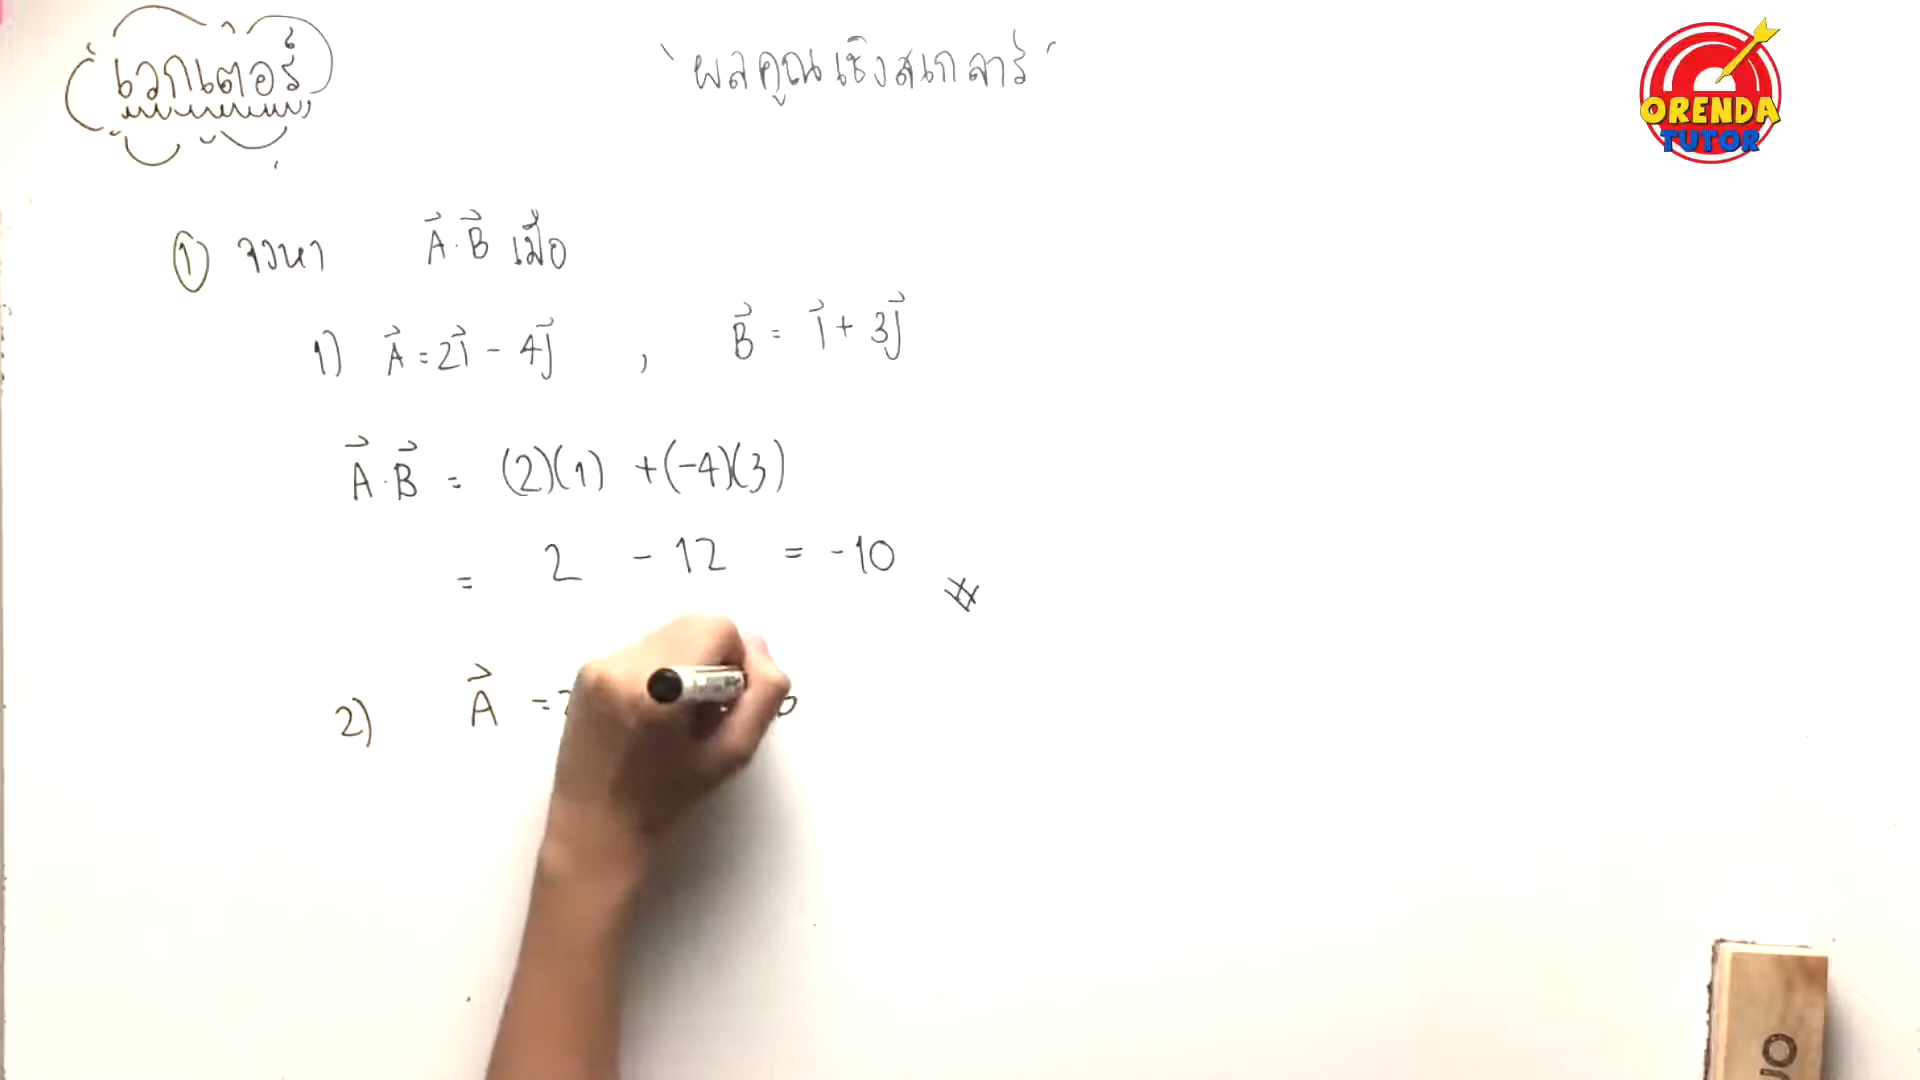 เวกเตอร์
"ผลคูณเชิงสเกลาร์"
ORENDA
TUTOR
① จงหา A⃗·B⃗ เมื่อ
1) A⃗ = 2i⃗ - 4j⃗ , B⃗ = i⃗ + 3j⃗
A⃗·B⃗ = (2)(1) + (-4)(3)
= 2 - 12 = -10 #
2) A⃗ =